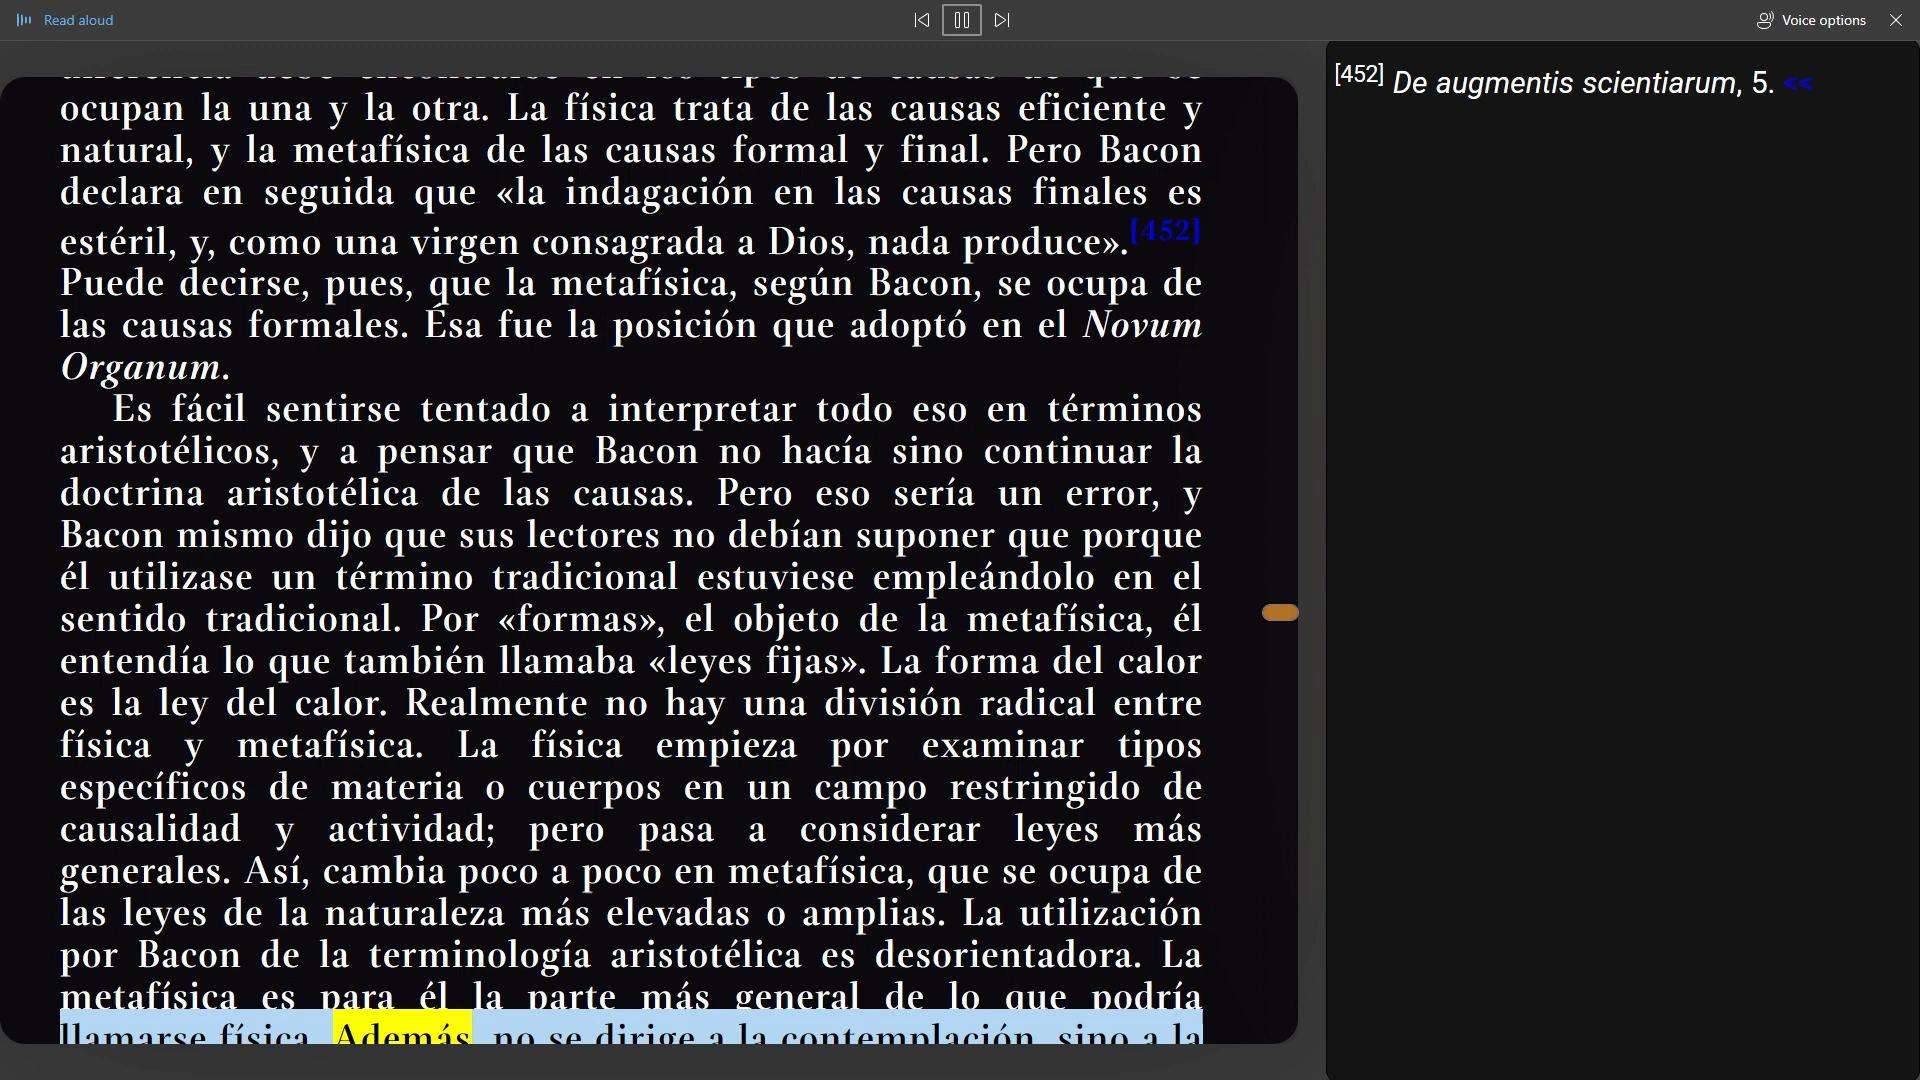 Read aloud
Voice options
ocupan la una y la otra. La física trata de las causas eficiente y
natural, y la metafísica de las causas formal y final. Pero Bacon
declara en seguida que «la indagación en las causas finales es
estéril, y, como una virgen consagrada a Dios, nada produce».[452]
Puede decirse, pues, que la metafísica, según Bacon, se ocupa de
las causas formales. Ésa fue la posición que adoptó en el Novum
Organum.
Es fácil sentirse tentado a interpretar todo eso en términos
aristotélicos, y a pensar que Bacon no hacía sino continuar la
doctrina aristotélica de las causas. Pero eso sería un error, y
Bacon mismo dijo que sus lectores no debían suponer que porque
él utilizase un término tradicional estuviese empleándolo en el
sentido tradicional. Por «formas», el objeto de la metafísica, él
entendía lo que también llamaba «leyes fijas». La forma del calor
es la ley del calor. Realmente no hay una división radical entre
física y metafísica. La física empieza por examinar tipos
específicos de materia o cuerpos en un campo restringido de
causalidad y actividad; pero pasa a considerar leyes más
generales. Así, cambia poco a poco en metafísica, que se ocupa de
las leyes de la naturaleza más elevadas o amplias. La utilización
por Bacon de la terminología aristotélica es desorientadora. La
metafísica es para él la parte más general de lo que podría
llamarse física. Además, no se dirige a la contemplación, sino a la
[452] De augmentis scientiarum, 5. <<